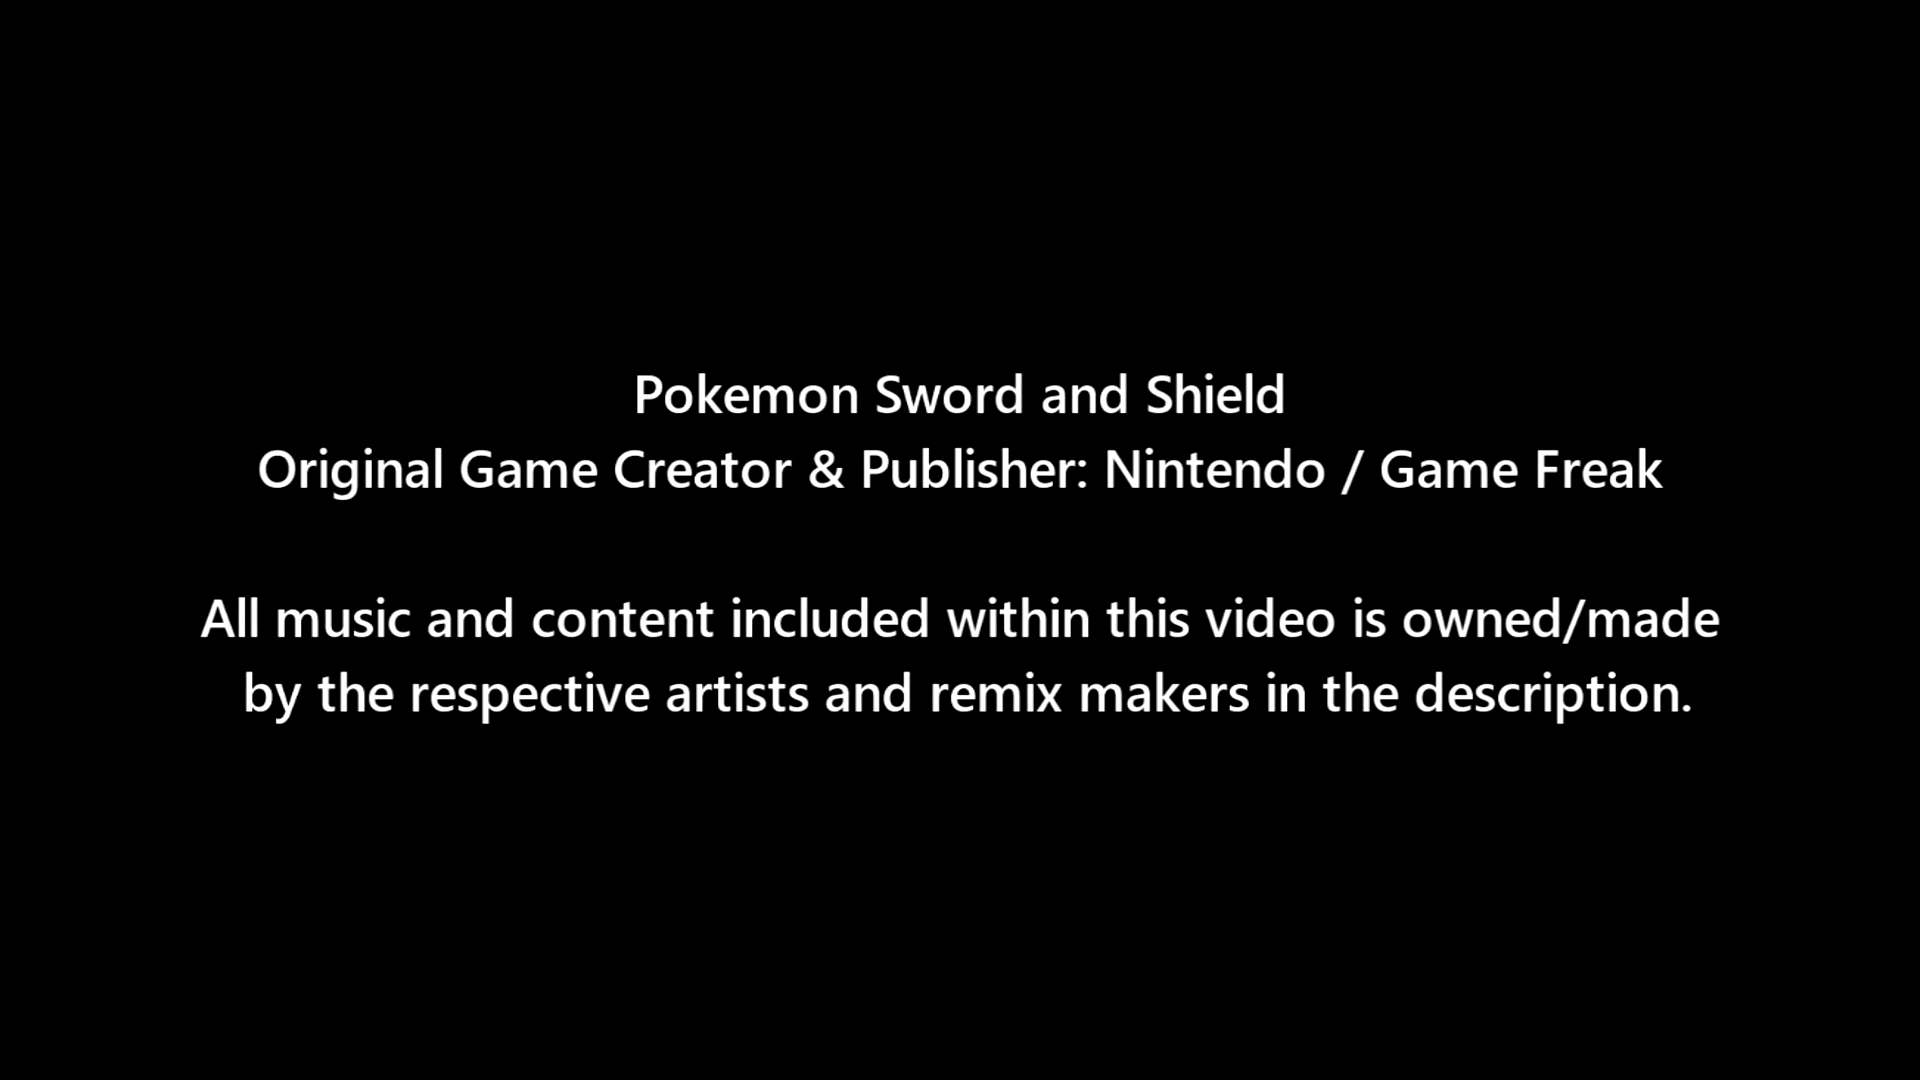 Pokemon Sword and Shield
Original Game Creator & Publisher: Nintendo / Game Freak
All music and content included within this video is owned/made
by the respective artists and remix makers in the description.